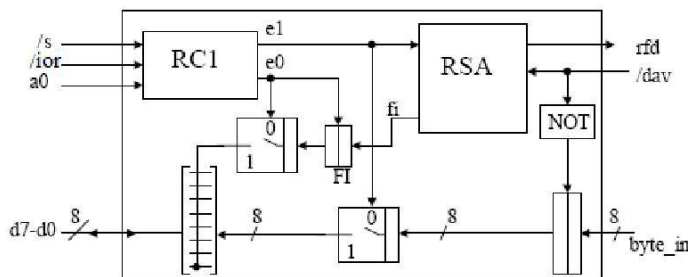 /s
/ior
a0
RC1
e1
e0
RSA
rfd
/dav
fi
NOT
0
1
FI
d7-d0
8
8
0
1
8
8
byte_in